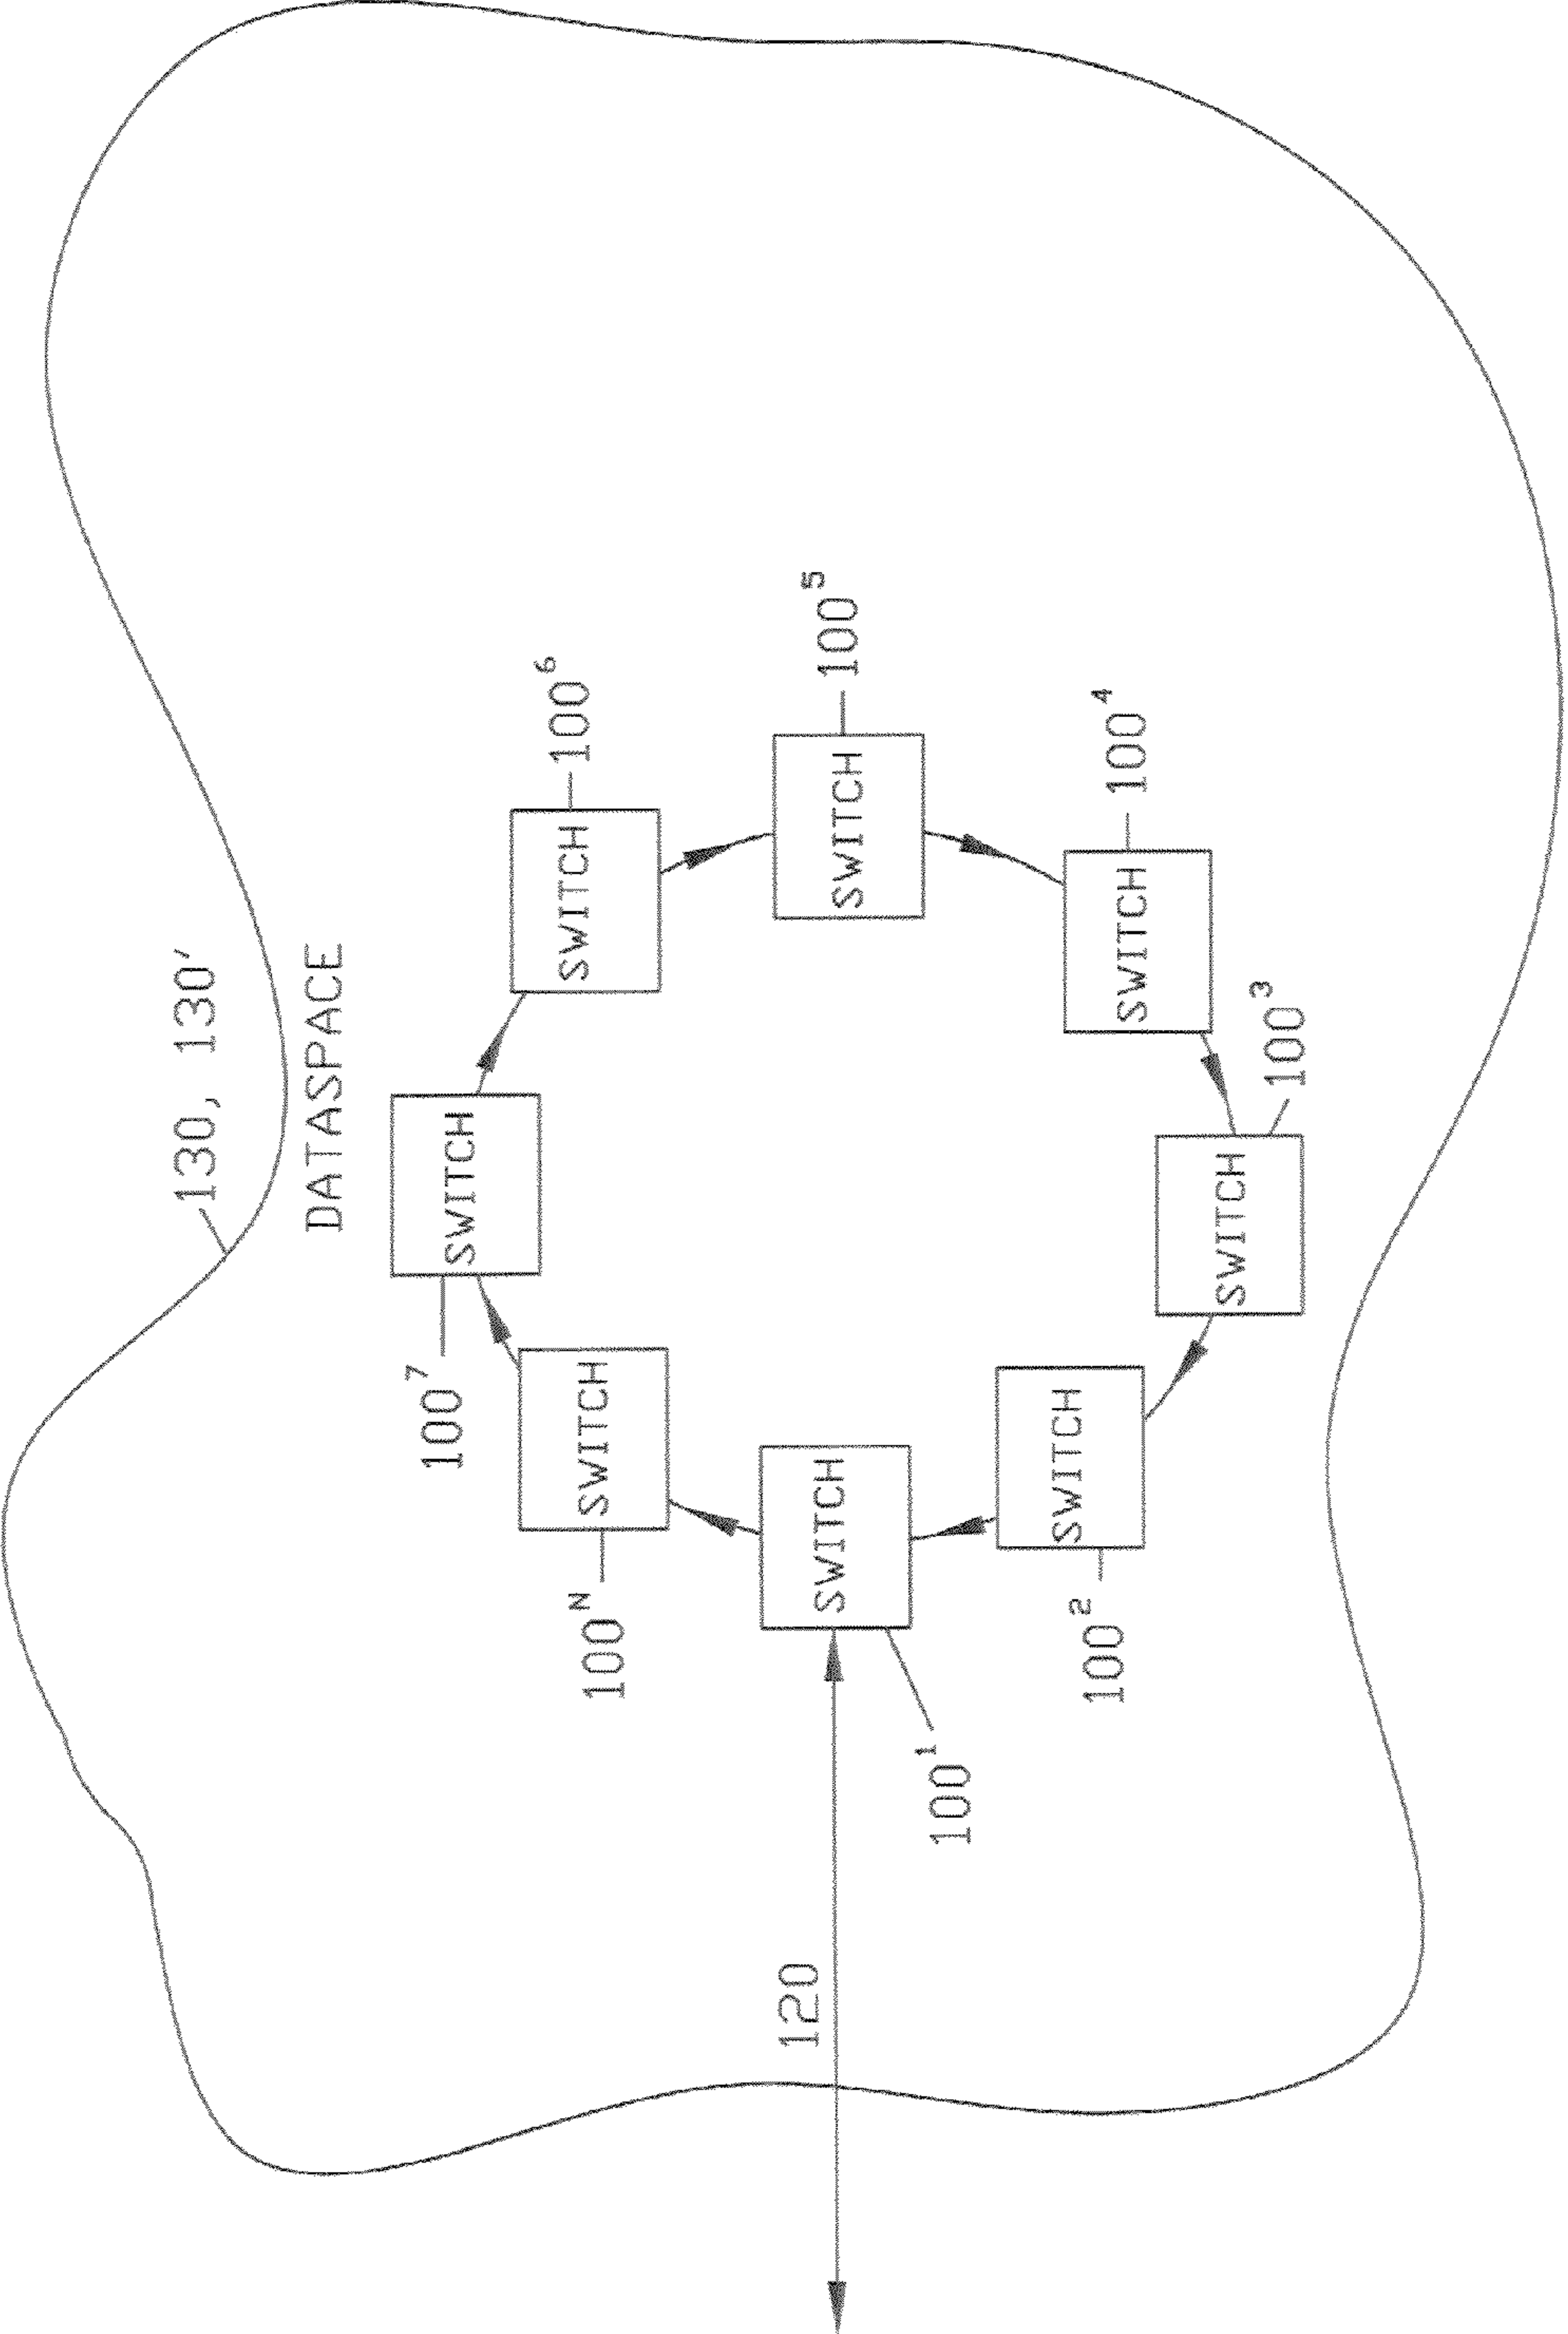 130, 130′
DATASPACE
SWITCH
100⁷
SWITCH
100⁶
SWITCH
100ᴺ
SWITCH
100⁵
SWITCH
100¹
120
SWITCH
100⁴
SWITCH
100²
SWITCH
100³